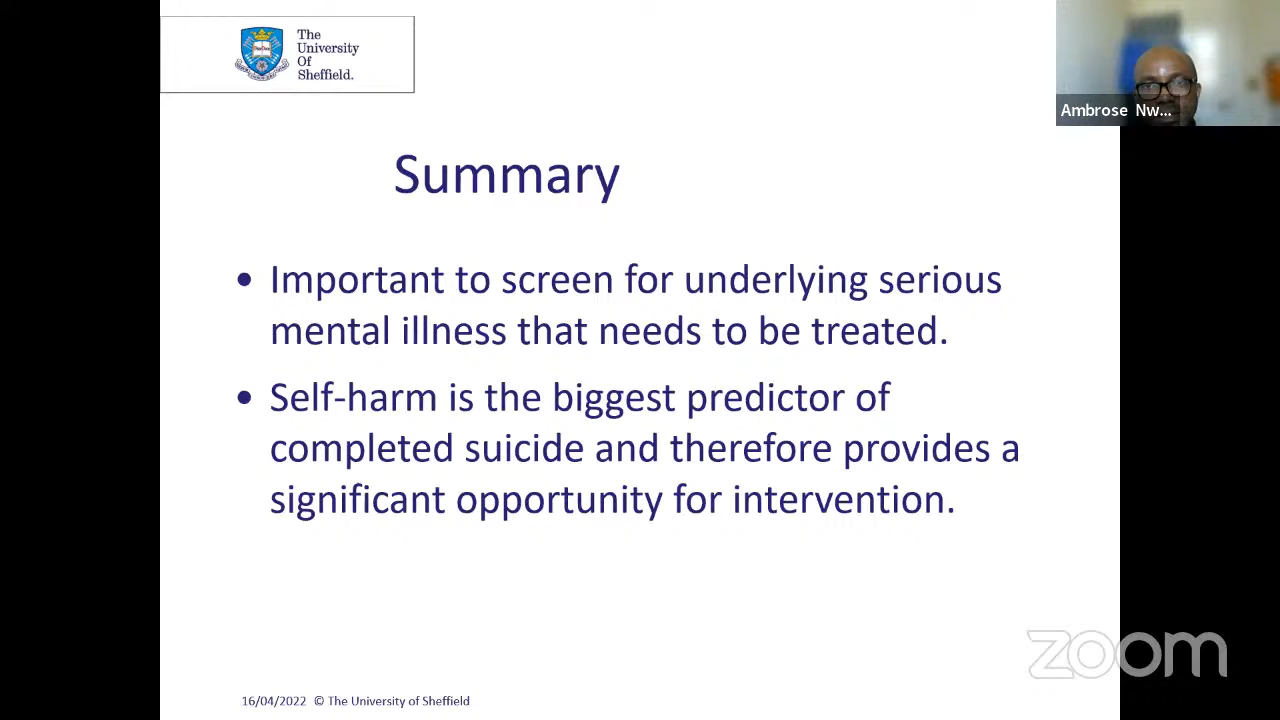 The
University
Of
Sheffield.
Ambrose Nw...
Summary
• Important to screen for underlying serious
mental illness that needs to be treated.
• Self-harm is the biggest predictor of
completed suicide and therefore provides a
significant opportunity for intervention.
zoom
16/04/2022 © The University of Sheffield